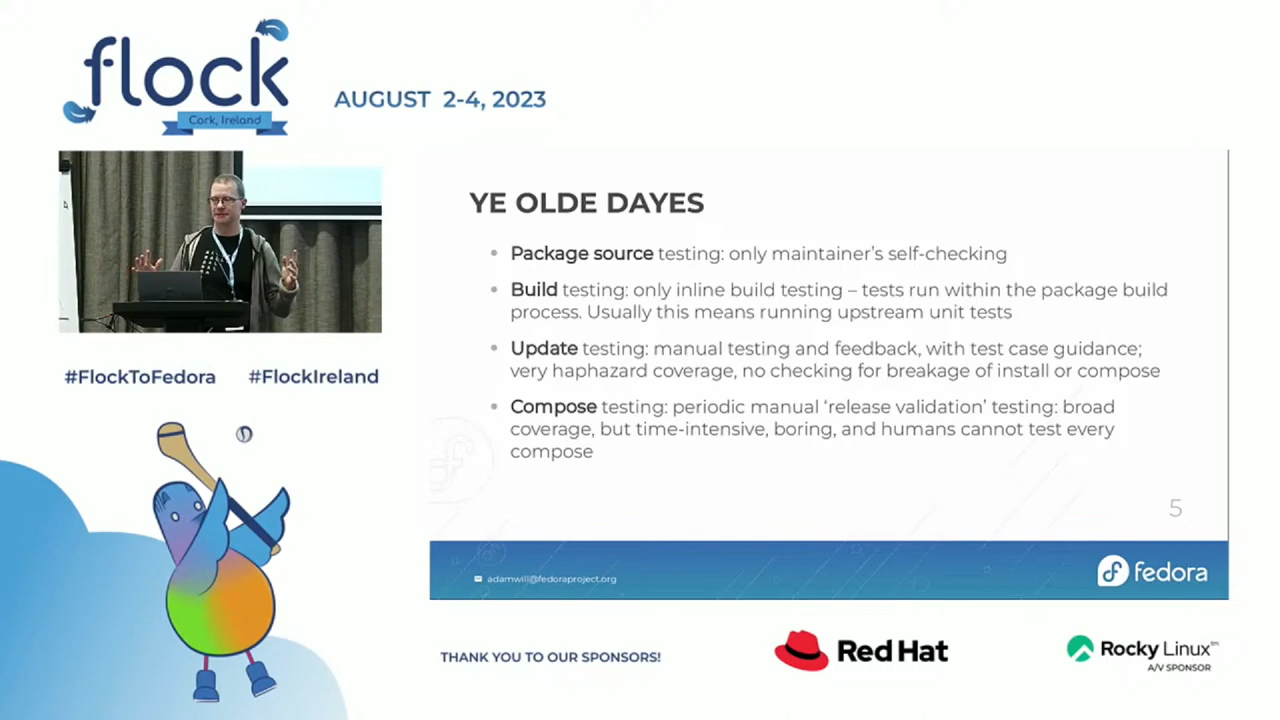 flock
Cork, Ireland
AUGUST 2-4, 2023
#FlockToFedora #FlockIreland
YE OLDE DAYES
Package source testing: only maintainer's self-checking
Build testing: only inline build testing – tests run within the package build
process. Usually this means running upstream unit tests
Update testing: manual testing and feedback, with test case guidance;
very haphazard coverage, no checking for breakage of install or compose
Compose testing: periodic manual ‘release validation’ testing: broad
coverage, but time-intensive, boring, and humans cannot test every
compose
5
adamwill@fedoraproject.org
fedora
THANK YOU TO OUR SPONSORS!
Red Hat
Rocky Linux™
A/V SPONSOR